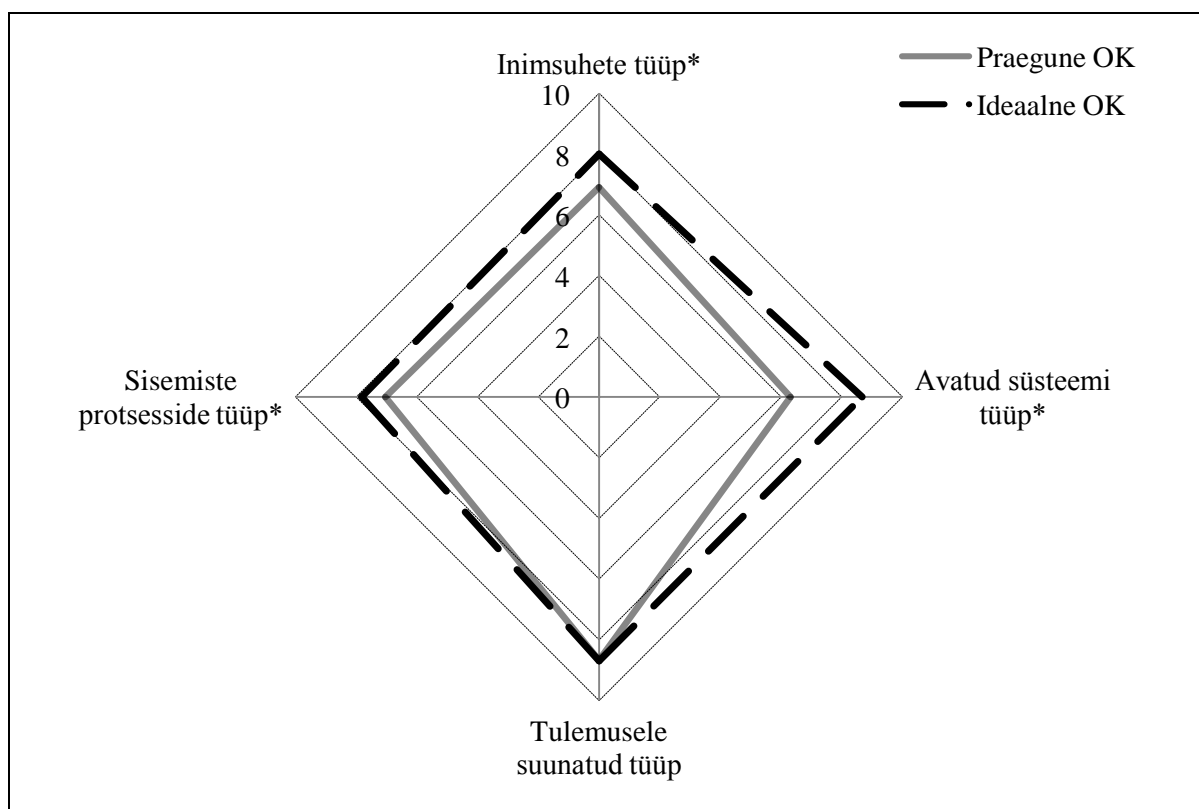 Inimsuhete tüüp*
Praegune OK
Ideaalne OK
10
8
6
4
2
0
Sisemiste
protsesside tüüp*
Avatud süsteemi
tüüp*
Tulemusele
suunatud tüüp